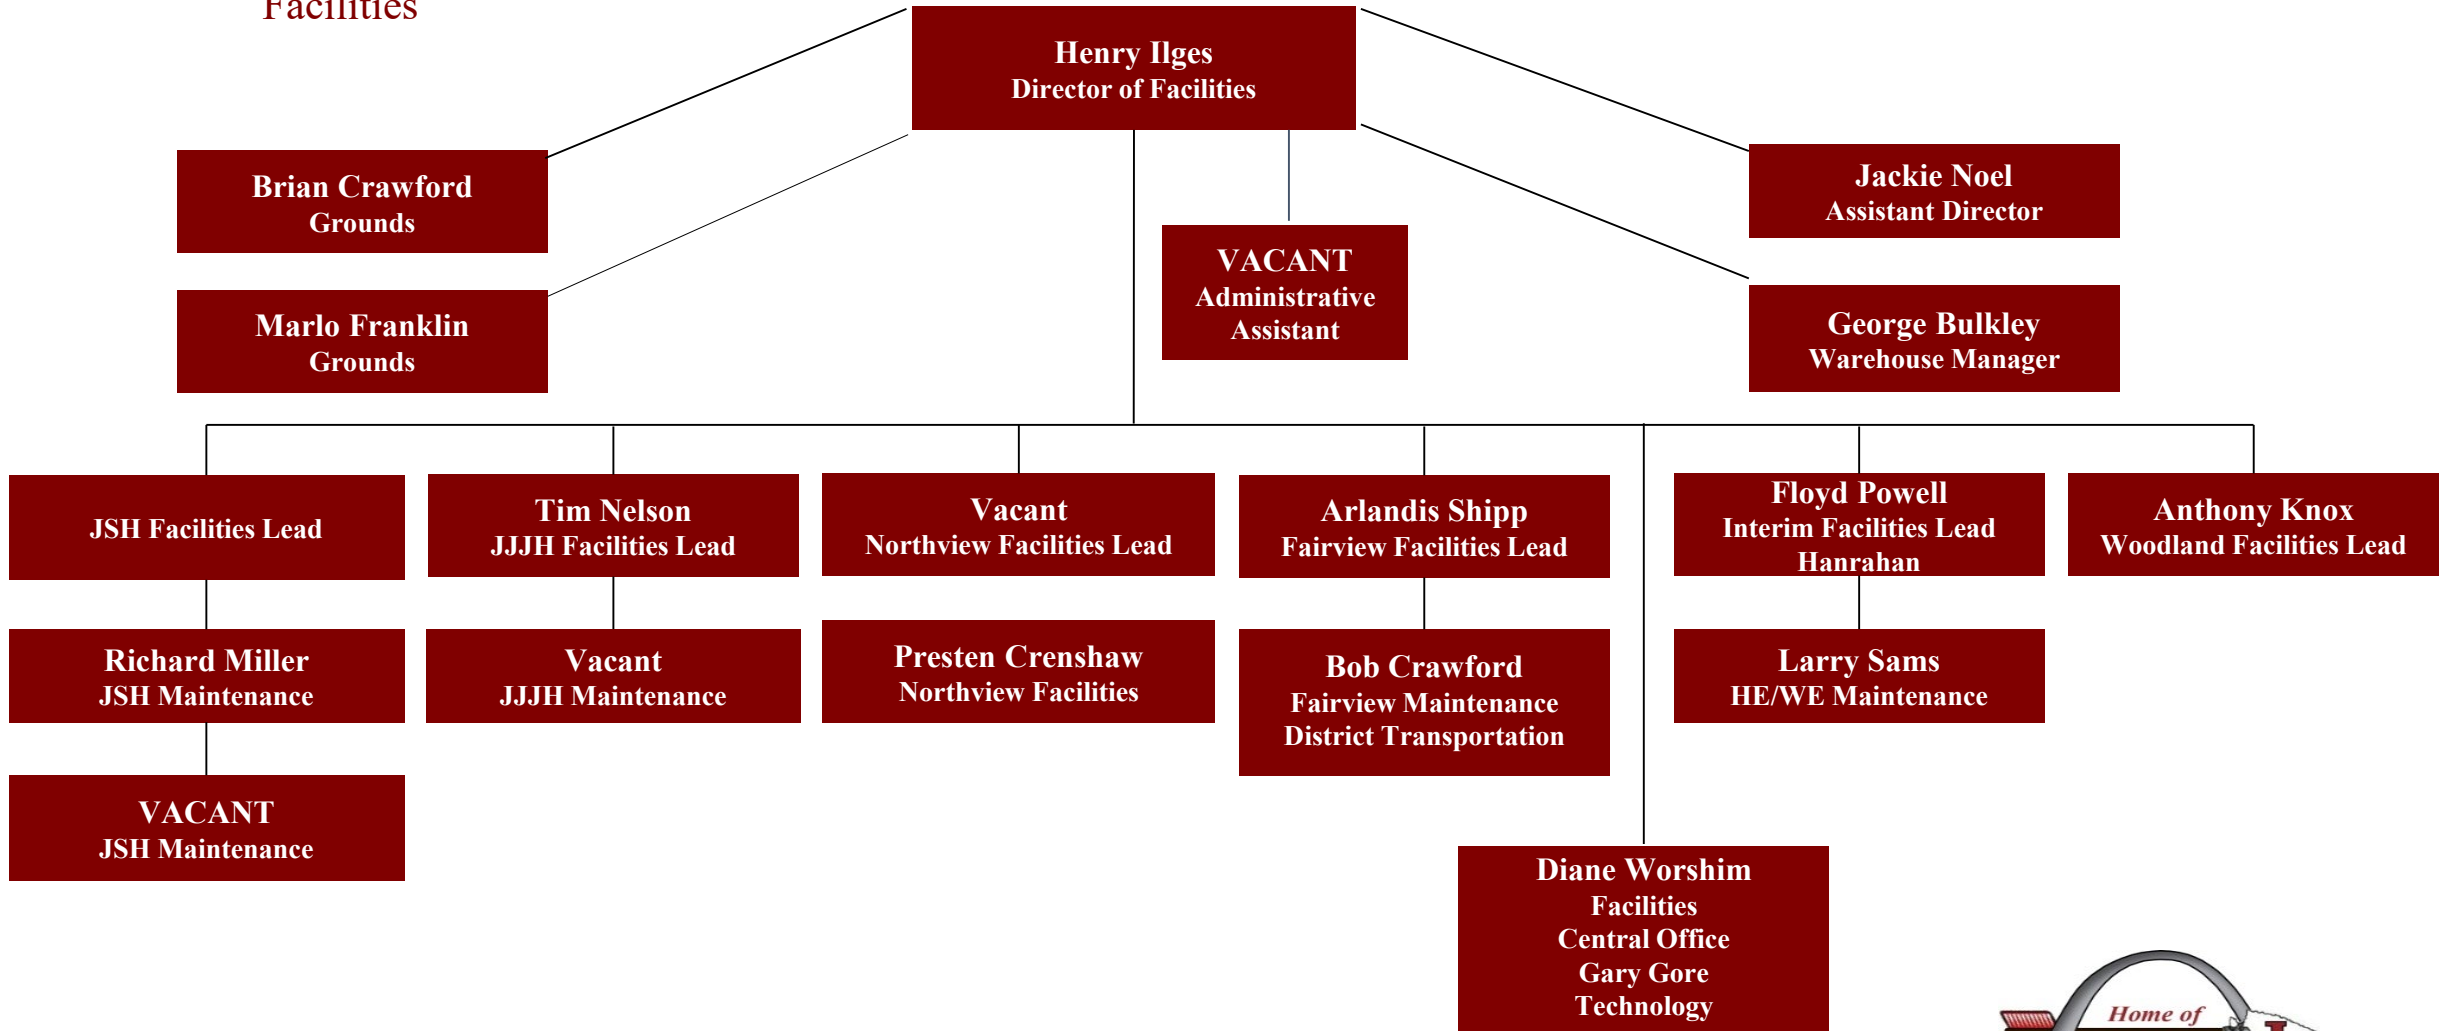 Facilities
Henry Ilges
Director of Facilities
Brian Crawford
Grounds
Jackie Noel
Assistant Director
VACANT
Administrative
Assistant
Marlo Franklin
Grounds
George Bulkley
Warehouse Manager
JSH Facilities Lead
Tim Nelson
JJJH Facilities Lead
Vacant
Northview Facilities Lead
Arlandis Shipp
Fairview Facilities Lead
Floyd Powell
Interim Facilities Lead
Hanrahan
Anthony Knox
Woodland Facilities Lead
Richard Miller
JSH Maintenance
Vacant
JJJH Maintenance
Presten Crenshaw
Northview Facilities
Bob Crawford
Fairview Maintenance
District Transportation
Larry Sams
HE/WE Maintenance
VACANT
JSH Maintenance
Diane Worshim
Facilities
Central Office
Gary Gore
Technology
Home of